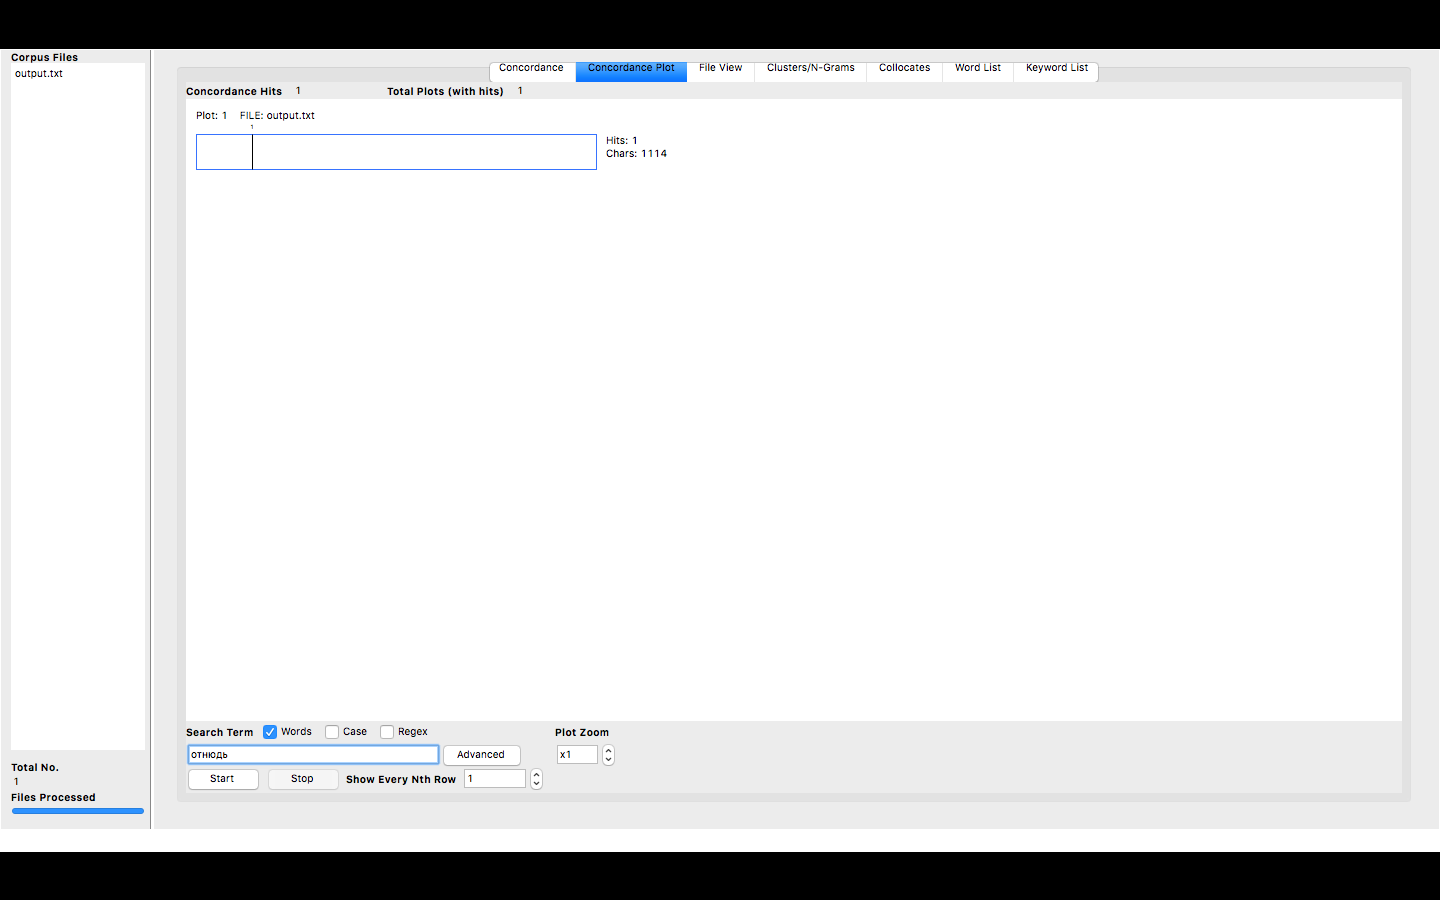 Corpus Files
output.txt
Concordance Concordance Plot File View Clusters/N-Grams Collocates Word List Keyword List
Concordance Hits 1 Total Plots (with hits) 1
Plot: 1 FILE: output.txt
1
Hits: 1
Chars: 1114
Search Term Words Case Regex Plot Zoom
отнюдь Advanced x1
Start Stop Show Every Nth Row 1
Total No.
1
Files Processed